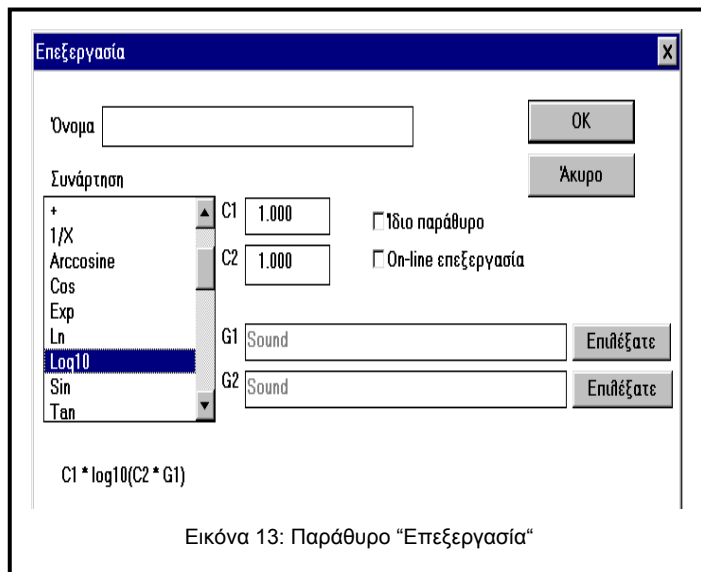 Επεξεργασία
Όνομα
OK
Άκυρο
Συνάρτηση
+
1/X
Arccosine
Cos
Exp
Ln
Log10
Sin
Tan
C1 1.000
C2 1.000
Ίδιο παράθυρο
On-line επεξεργασία
G1 Sound Επιλέξατε
G2 Sound Επιλέξατε
C1 * log10(C2 * G1)
Εικόνα 13: Παράθυρο “Επεξεργασία“